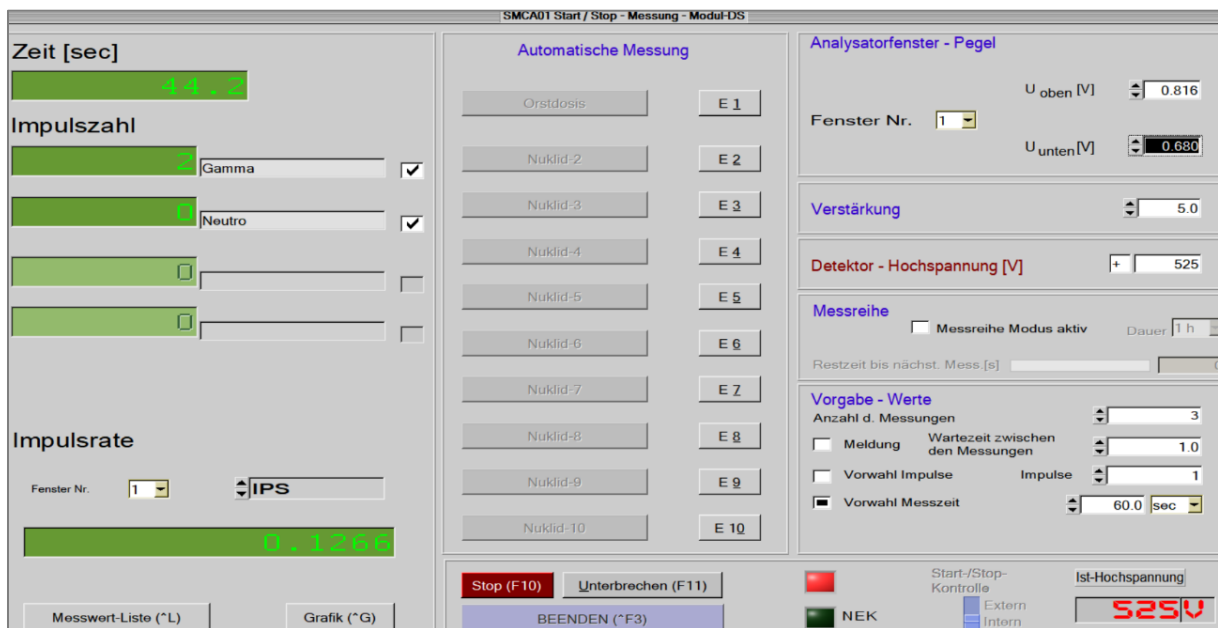 SMCA01 Start / Stop - Messung - Modul-DS
Zeit [sec]
44.2
Impulszahl
2 Gamma
0 Neutro
0
0
Impulsrate
Fenster Nr. 1 IPS
0.1266
Messwert-Liste (^L) Grafik (^G)
Automatische Messung
Orstdosis E 1
Nuklid-2 E 2
Nuklid-3 E 3
Nuklid-4 E 4
Nuklid-5 E 5
Nuklid-6 E 6
Nuklid-7 E 7
Nuklid-8 E 8
Nuklid-9 E 9
Nuklid-10 E 10
Analysatorfenster - Pegel
U oben [V] 0.816
Fenster Nr. 1
U unten [V] 0.680
Verstärkung 5.0
Detektor - Hochspannung [V] + 525
Messreihe
Messreihe Modus aktiv Dauer 1 h
Restzeit bis nächst. Mess.[s]
Vorgabe - Werte
Anzahl d. Messungen 3
Meldung Wartezeit zwischen
den Messungen 1.0
Vorwahl Impulse Impulse 1
Vorwahl Messzeit 60.0 sec
Stop (F10) Unterbrechen (F11)
BEENDEN (^F3)
NEK
Start-/Stop-
Kontrolle
Extern
Intern
Ist-Hochspannung
525 V